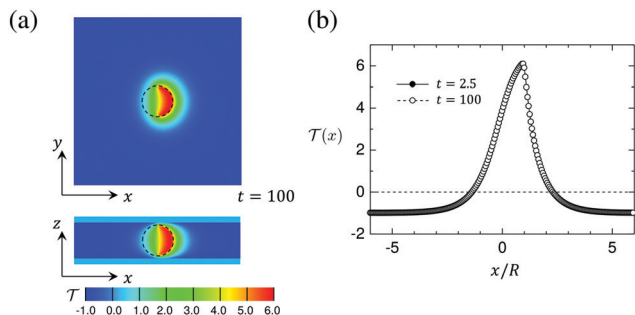 (a)
y
x
t = 100
z
x
𝒯
-1.0 0.0 1.0 2.0 3.0 4.0 5.0 6.0
(b)
6
4
2
0
-2
𝒯(x)
t = 2.5
t = 100
-5 0 5
x/R